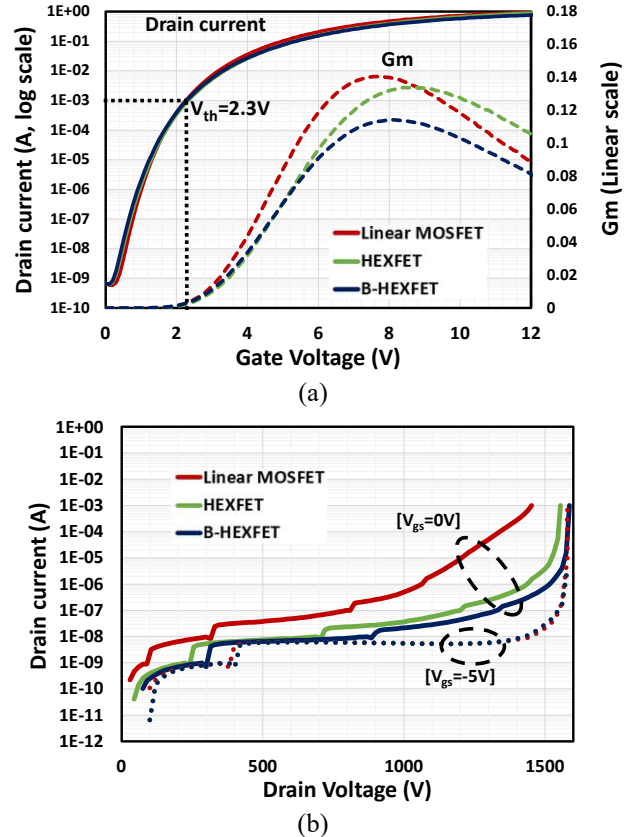 Drain current
Gm
V_th=2.3V
Linear MOSFET
HEXFET
B-HEXFET
1E+00
1E-01
1E-02
1E-03
1E-04
1E-05
1E-06
1E-07
1E-08
1E-09
1E-10
0.18
0.16
0.14
0.12
0.1
0.08
0.06
0.04
0.02
0
0 2 4 6 8 10 12
Drain current (A, log scale)
Gm (Linear scale)
Gate Voltage (V)
(a)
1E+00
1E-01
1E-02
1E-03
1E-04
1E-05
1E-06
1E-07
1E-08
1E-09
1E-10
1E-11
1E-12
Linear MOSFET
HEXFET
B-HEXFET
[V_gs=0V]
[V_gs=-5V]
0 500 1000 1500
Drain current (A)
Drain Voltage (V)
(b)